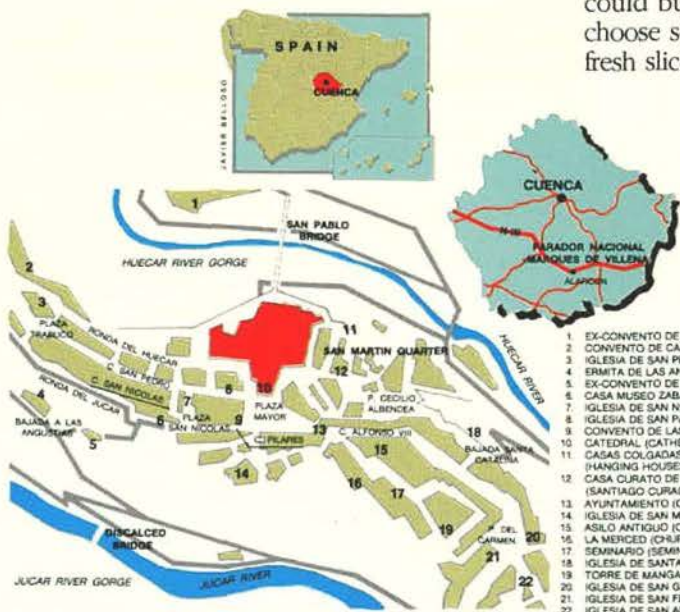 could bu
choose s
fresh slic
SPAIN
CUENCA
JAVIER BELLOSO
CUENCA
N-III
PARADOR NACIONAL
MARQUES DE VILLENA
ALARCON
1
SAN PABLO
BRIDGE
HUECAR RIVER GORGE
HUECAR RIVER
2
3
PLAZA
TRABUCO
RONDA DEL HUECAR
C. SAN PEDRO
C. SAN NICOLAS
RONDA DEL JUCAR
4
BAJADA A LAS
ANGUSTIAS
5
6
7
PLAZA
SAN NICOLAS
8
9
10
PLAZA
MAYOR
11
SAN MARTIN QUARTER
12
P. CECILIO
ALBENDEA
PILARES
13
C. ALFONSO VIII
14
15
16
17
18
BAJADA SANTA
CATALINA
19
P. DEL
CARMEN
20
21
22
DISCALCED
BRIDGE
JUCAR RIVER GORGE
JUCAR RIVER
1. EX-CONVENTO DE
2 CONVENTO DE CA
3 IGLESIA DE SAN P
4 ERMITA DE LAS AN
5 EX-CONVENTO DE
6. CASA MUSEO ZAB
7. IGLESIA DE SAN N
8. IGLESIA DE SAN P
9. CONVENTO DE LAS
10 CATEDRAL (CATHE
11. CASAS COLGADAS
(HANGING HOUSES
12 CASA CURATO DE
(SANTIAGO CURA
13. AYUNTAMIENTO (C
14 IGLESIA DE SAN M
15. ASILO ANTIGUO (O
16. LA MERCED (CHUR
17. SEMINARIO (SEMIN
18 IGLESIA DE SANTA
19 TORRE DE MANGA
20 IGLESIA DE SAN G
21. IGLESIA DE SAN F
22 IGLESIA DE SAN A